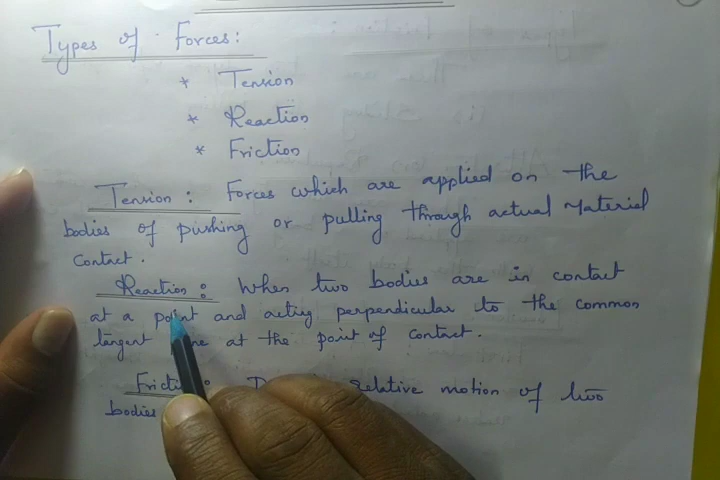 Types of Forces:
* Tension
* Reaction
* Friction
Tension : Forces which are applied on the
bodies of pushing or pulling through actual Material
Contact.
Reaction : When two bodies are in contact
at a point and acting perpendicular to the common
tangent at the point of contact.
relative motion of two
bodies